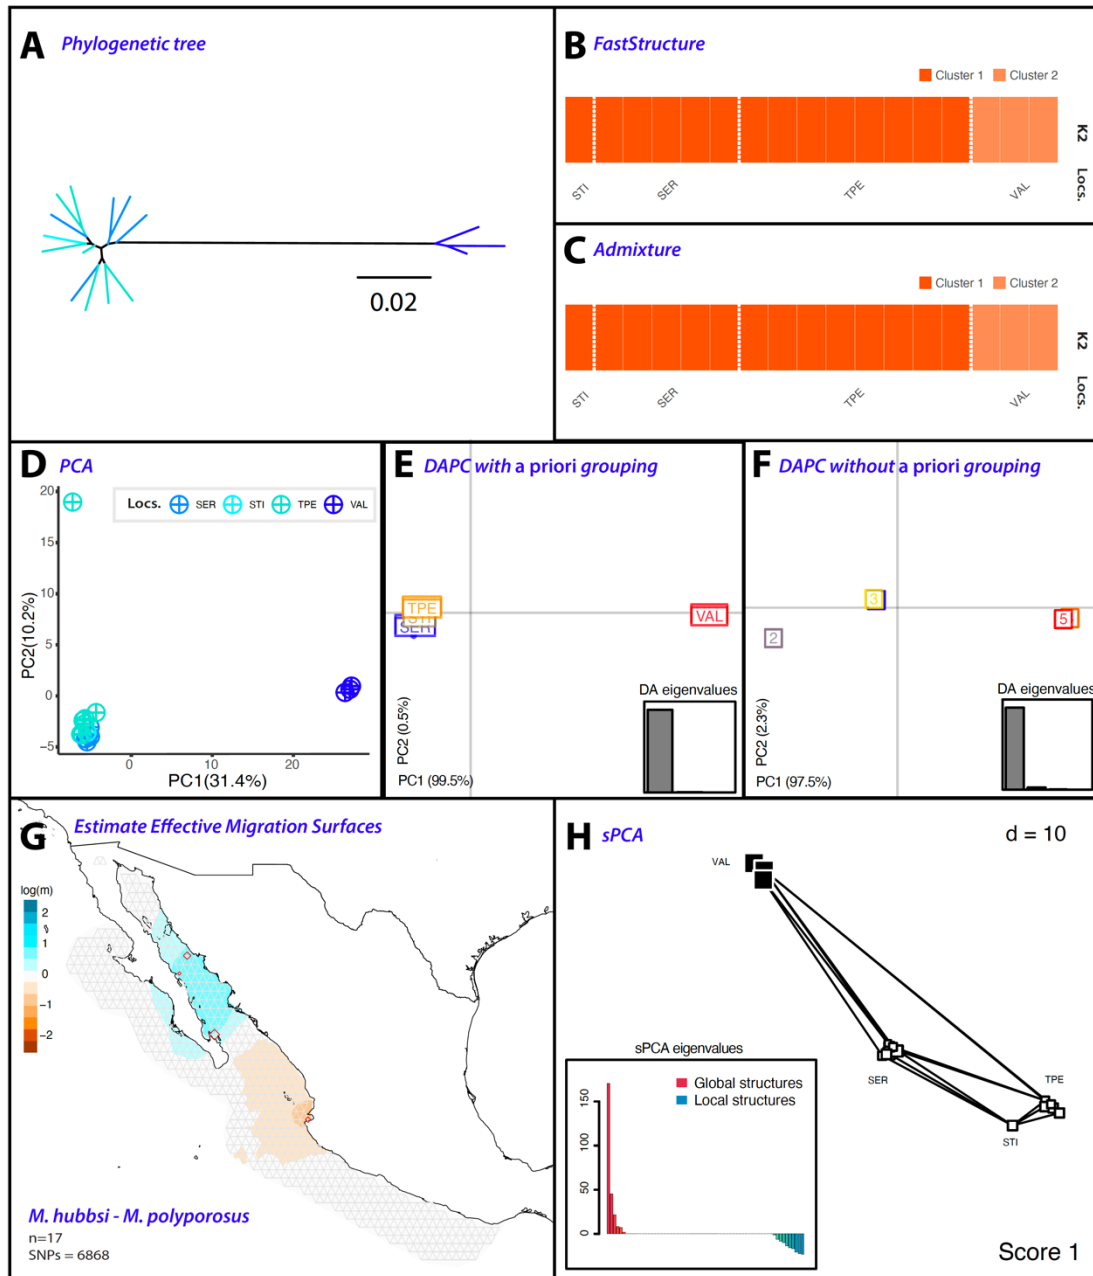 A Phylogenetic tree
0.02
B FastStructure
Cluster 1 Cluster 2
K2
Locs.
STI SER TPE VAL
C Admixture
Cluster 1 Cluster 2
K2
Locs.
STI SER TPE VAL
D PCA
Locs. SER STI TPE VAL
20
15
10
5
0
−5
PC2(10.2%)
0 10 20
PC1(31.4%)
E DAPC with a priori grouping
TPE
STI
SER
VAL
DA eigenvalues
PC2 (0.5%)
PC1 (99.5%)
F DAPC without a priori grouping
3
2
5
DA eigenvalues
PC2 (2.3%)
PC1 (97.5%)
G Estimate Effective Migration Surfaces
log(m)
2
1
0
−1
−2
M. hubbsi - M. polyporosus
n=17
SNPs = 6868
H sPCA
d = 10
VAL
SER
TPE
STI
sPCA eigenvalues
Global structures
Local structures
150
100
50
0
Score 1